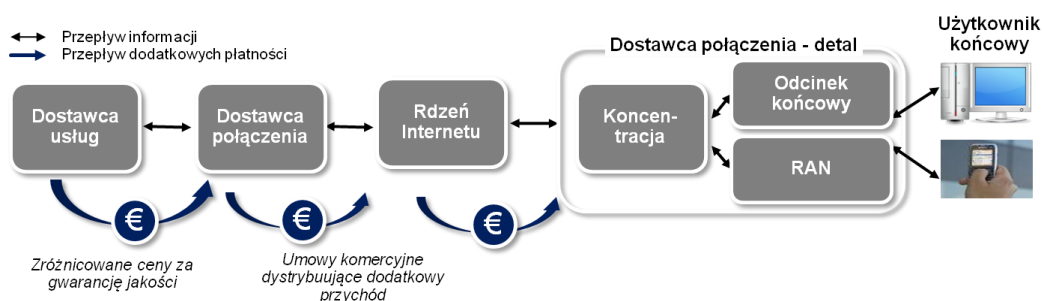 Przepływ informacji
Przepływ dodatkowych płatności
Dostawca połączenia - detal
Użytkownik
końcowy
Dostawca
usług
Dostawca
połączenia
Rdzeń
Internetu
Koncen-
tracja
Odcinek
końcowy
RAN
€
€
€
Zróżnicowane ceny za
gwarancję jakości
Umowy komercyjne
dystrybuujące dodatkowy
przychód